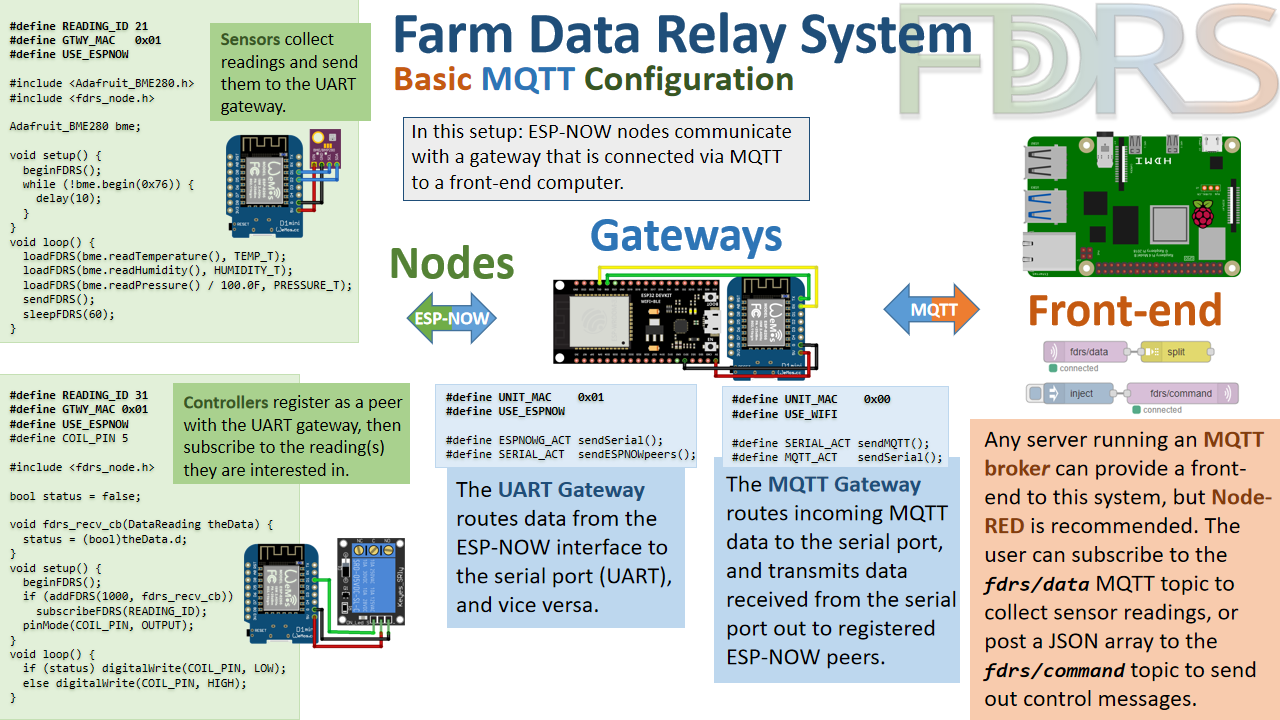 Farm Data Relay System
Basic MQTT Configuration
FDRS
In this setup: ESP-NOW nodes communicate
with a gateway that is connected via MQTT
to a front-end computer.
#define READING_ID 21
#define GTWY_MAC   0x01
#define USE_ESPNOW
#include <Adafruit_BME280.h>
#include <fdrs_node.h>
Adafruit_BME280 bme;
void setup() {
  beginFDRS();
  while (!bme.begin(0x76)) {
    delay(10);
  }
}
void loop() {
  loadFDRS(bme.readTemperature(), TEMP_T);
  loadFDRS(bme.readHumidity(), HUMIDITY_T);
  loadFDRS(bme.readPressure() / 100.0F, PRESSURE_T);
  sendFDRS();
  sleepFDRS(60);
}
Sensors collect
readings and send
them to the UART
gateway.
#define READING_ID 31
#define GTWY_MAC 0x01
#define USE_ESPNOW
#define COIL_PIN 5
#include <fdrs_node.h>
bool status = false;
void fdrs_recv_cb(DataReading theData) {
  status = (bool)theData.d;
}
void setup() {
  beginFDRS();
  if (addFDRS(1000, fdrs_recv_cb))
    subscribeFDRS(READING_ID);
  pinMode(COIL_PIN, OUTPUT);
}
void loop() {
  if (status) digitalWrite(COIL_PIN, LOW);
  else digitalWrite(COIL_PIN, HIGH);
}
Controllers register as a peer
with the UART gateway, then
subscribe to the reading(s)
they are interested in.
Nodes
ESP-NOW
Gateways
ESP32 DEVKIT
WIFI+BLE
BOOT
EN
WeMos
D1 mini
RESET
Keyes_SRly
NC C NO
#define UNIT_MAC    0x01
#define USE_ESPNOW
#define ESPNOWG_ACT sendSerial();
#define SERIAL_ACT  sendESPNOWpeers();
The UART Gateway
routes data from the
ESP-NOW interface to
the serial port (UART),
and vice versa.
#define UNIT_MAC    0x00
#define USE_WIFI
#define SERIAL_ACT sendMQTT();
#define MQTT_ACT   sendSerial();
The MQTT Gateway
routes incoming MQTT
data to the serial port,
and transmits data
received from the serial
port out to registered
ESP-NOW peers.
MQTT
HDMI
Front-end
fdrs/data
split
connected
inject
fdrs/command
connected
Any server running an MQTT
broker can provide a front-
end to this system, but Node-
RED is recommended. The
user can subscribe to the
fdrs/data MQTT topic to
collect sensor readings, or
post a JSON array to the
fdrs/command topic to send
out control messages.